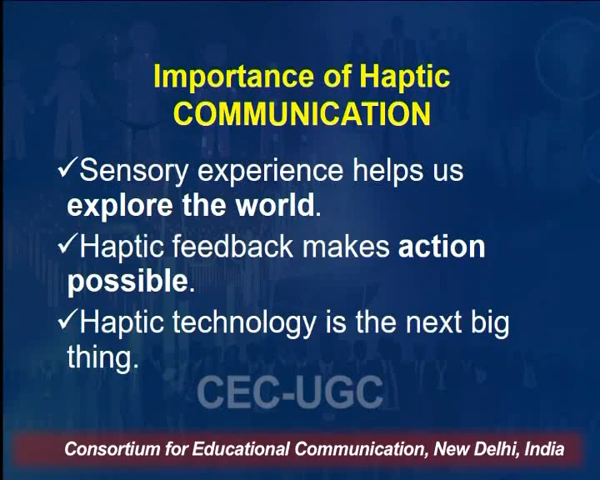 Importance of Haptic
COMMUNICATION
✓Sensory experience helps us
explore the world.
✓Haptic feedback makes action
possible.
✓Haptic technology is the next big
thing.
CEC-UGC
Consortium for Educational Communication, New Delhi, India